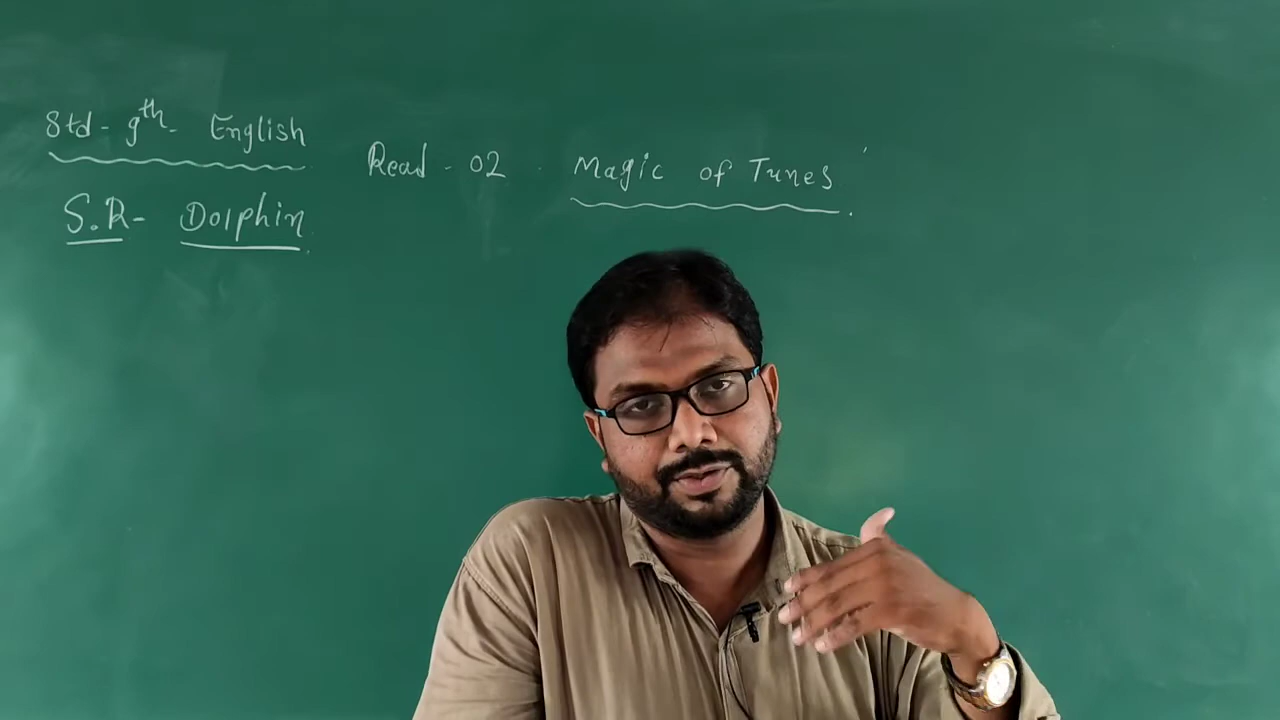 Std - 9th - English
S.R - Dolphin
Read - 02 . Magic of Tunes